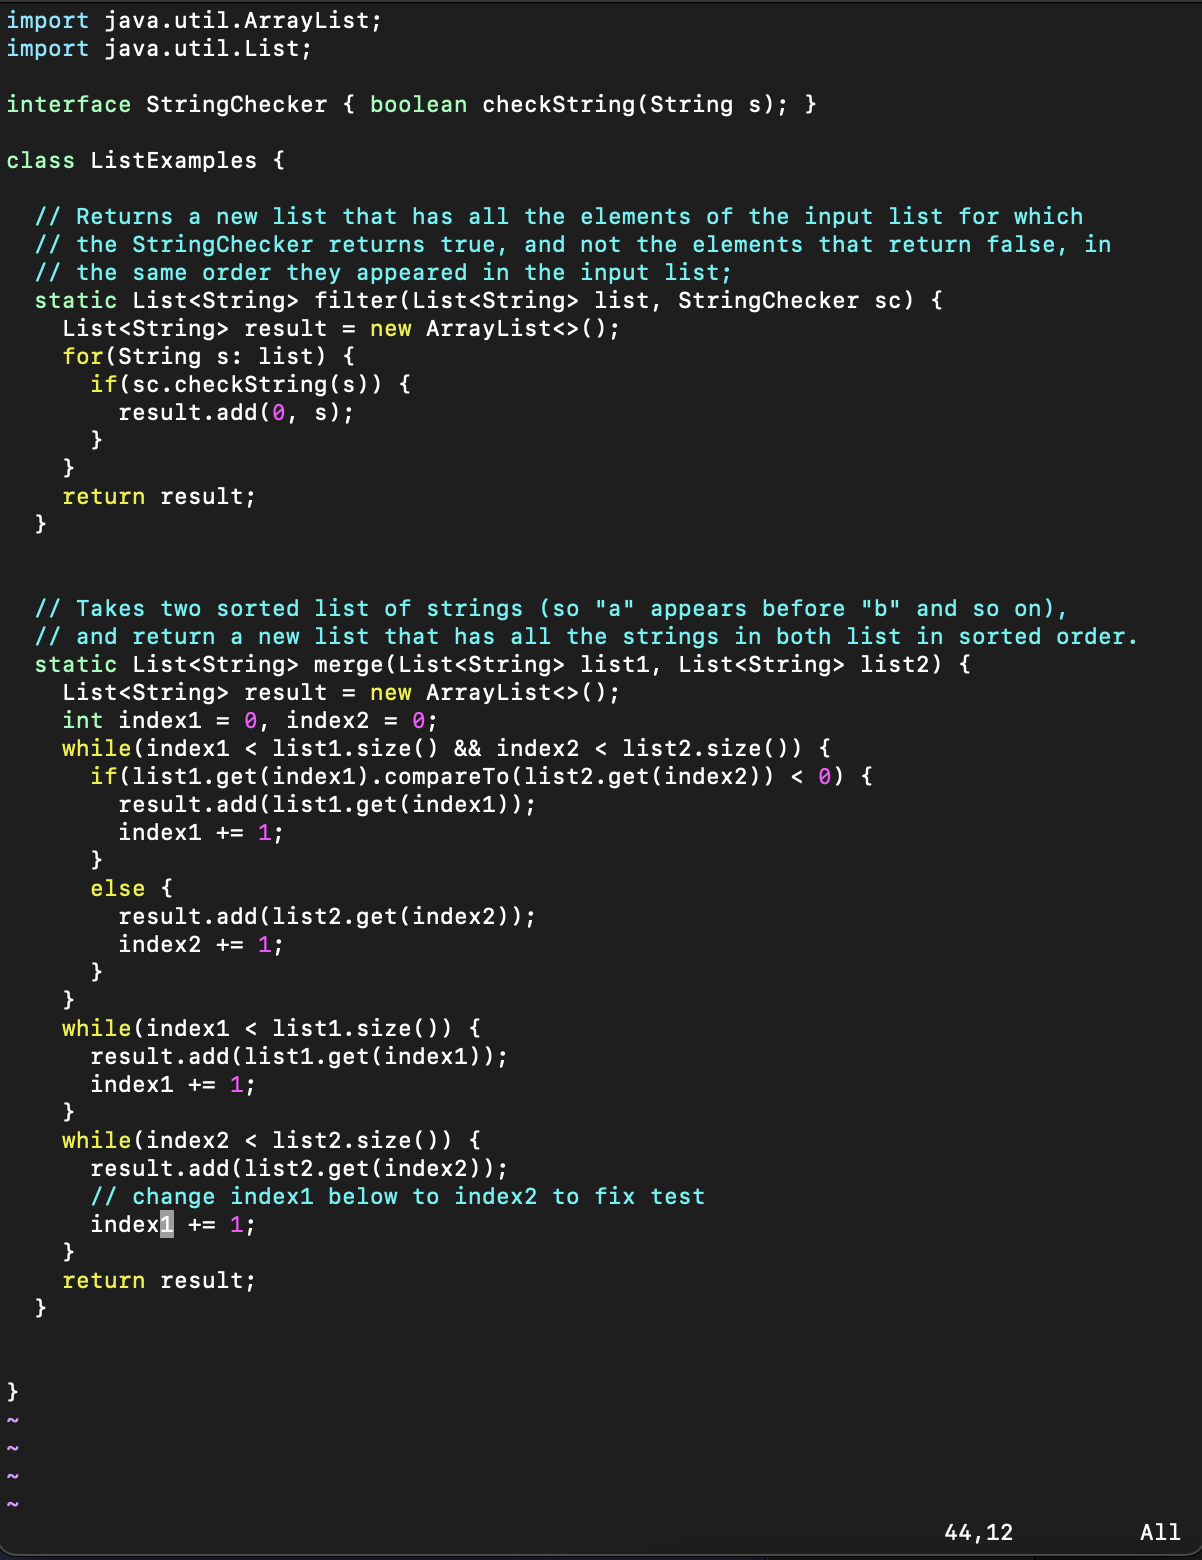 import java.util.ArrayList;
import java.util.List;

interface StringChecker { boolean checkString(String s); }

class ListExamples {

  // Returns a new list that has all the elements of the input list for which
  // the StringChecker returns true, and not the elements that return false, in
  // the same order they appeared in the input list;
  static List<String> filter(List<String> list, StringChecker sc) {
    List<String> result = new ArrayList<>();
    for(String s: list) {
      if(sc.checkString(s)) {
        result.add(0, s);
      }
    }
    return result;
  }


  // Takes two sorted list of strings (so "a" appears before "b" and so on),
  // and return a new list that has all the strings in both list in sorted order.
  static List<String> merge(List<String> list1, List<String> list2) {
    List<String> result = new ArrayList<>();
    int index1 = 0, index2 = 0;
    while(index1 < list1.size() && index2 < list2.size()) {
      if(list1.get(index1).compareTo(list2.get(index2)) < 0) {
        result.add(list1.get(index1));
        index1 += 1;
      }
      else {
        result.add(list2.get(index2));
        index2 += 1;
      }
    }
    while(index1 < list1.size()) {
      result.add(list1.get(index1));
      index1 += 1;
    }
    while(index2 < list2.size()) {
      result.add(list2.get(index2));
      // change index1 below to index2 to fix test
      index1 += 1;
    }
    return result;
  }


}
~
~
~
~
44,12 All